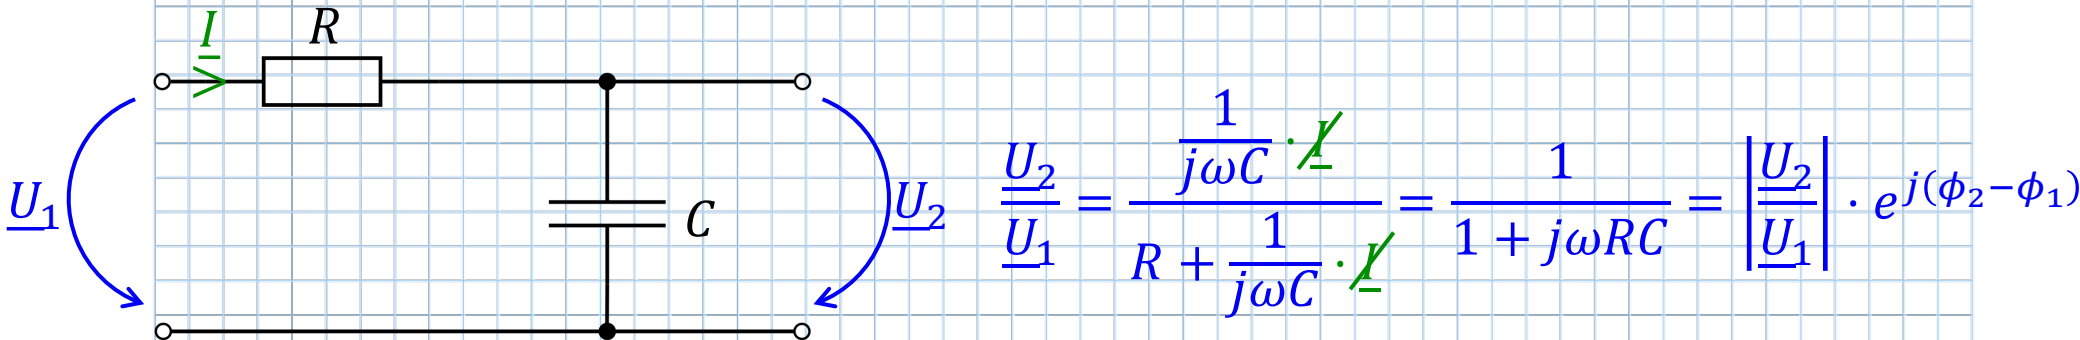 I
R
U₁
C
U₂
U₂/U₁ = (1/(jωC) · I)/(R + 1/(jωC) · I) = 1/(1 + jωRC) = |U₂/U₁| · e^{j(ϕ₂−ϕ₁)}